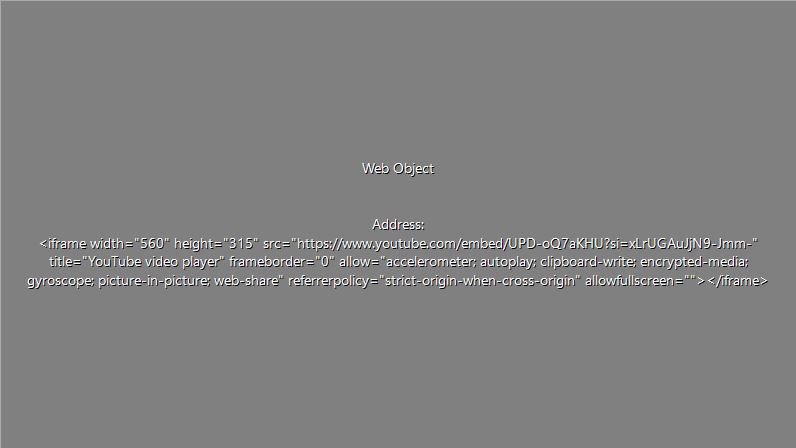 Web Object
Address:
<iframe width="560" height="315" src="https://www.youtube.com/embed/UPD-oQ7aKHU?si=xLrUGAuJjN9-Jmm-"
title="YouTube video player" frameborder="0" allow="accelerometer; autoplay; clipboard-write; encrypted-media;
gyroscope; picture-in-picture; web-share" referrerpolicy="strict-origin-when-cross-origin" allowfullscreen=""></iframe>